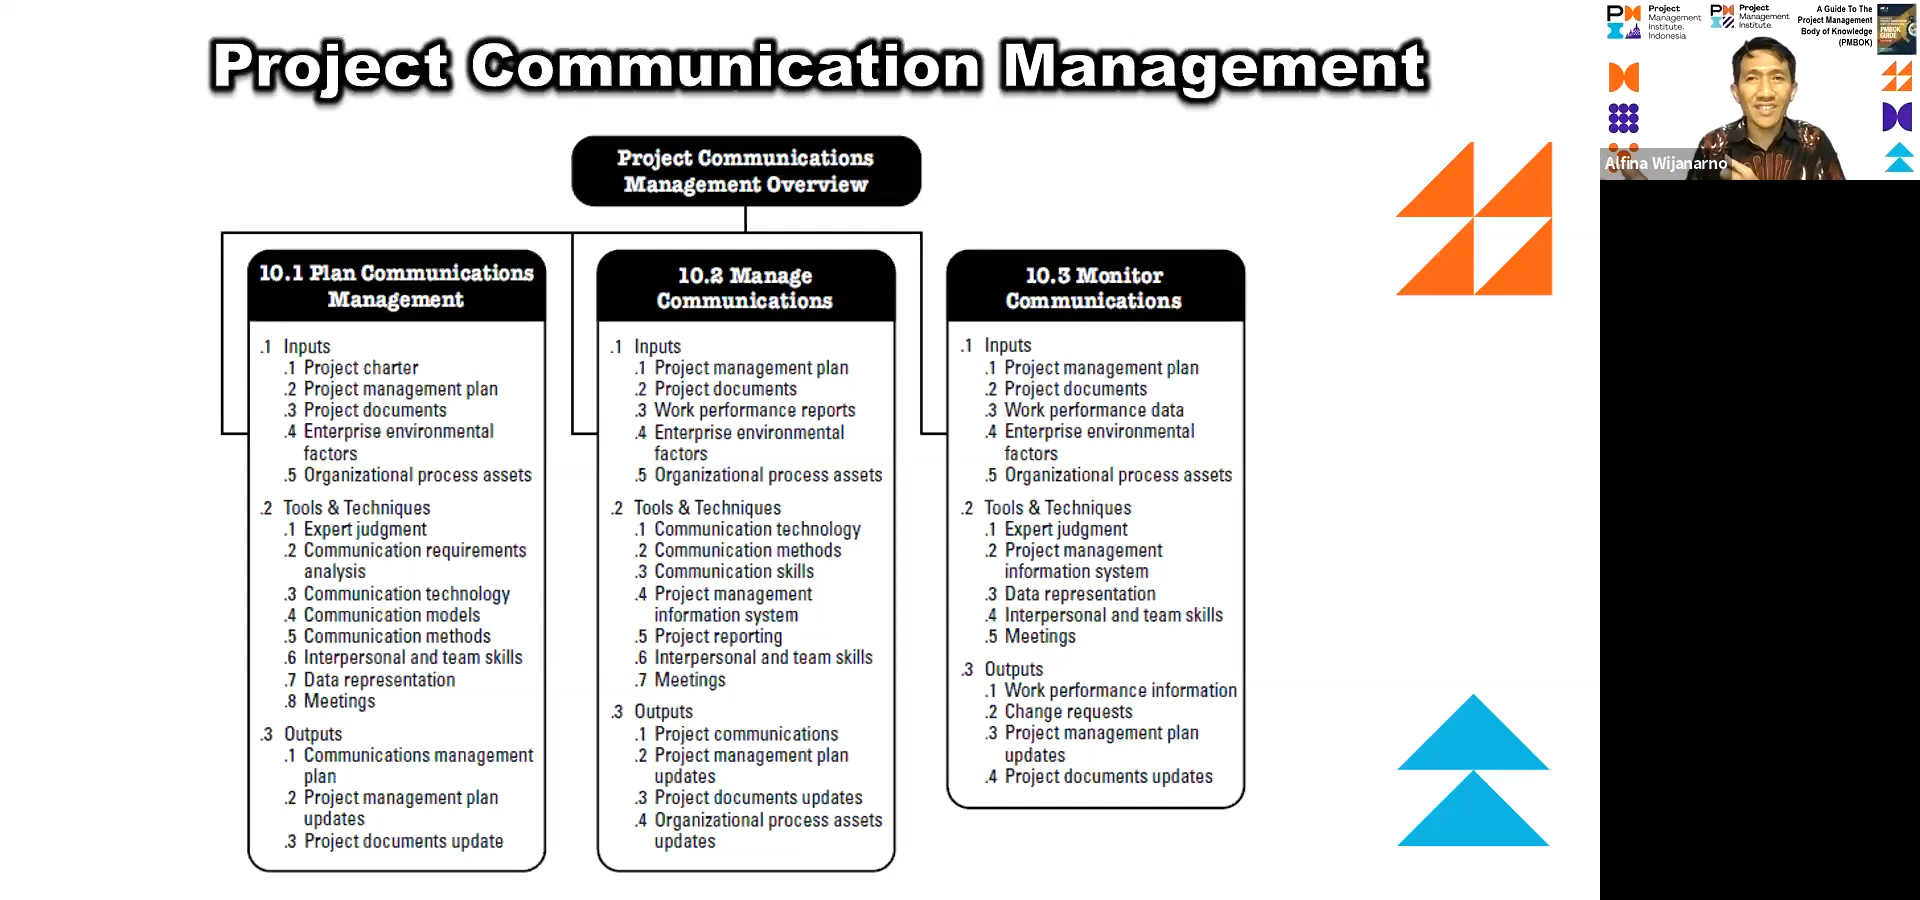 Project Communication Management
Project Communications
Management Overview
10.1 Plan Communications
Management
.1 Inputs
.1 Project charter
.2 Project management plan
.3 Project documents
.4 Enterprise environmental
factors
.5 Organizational process assets
.2 Tools & Techniques
.1 Expert judgment
.2 Communication requirements
analysis
.3 Communication technology
.4 Communication models
.5 Communication methods
.6 Interpersonal and team skills
.7 Data representation
.8 Meetings
.3 Outputs
.1 Communications management
plan
.2 Project management plan
updates
.3 Project documents update
10.2 Manage
Communications
.1 Inputs
.1 Project management plan
.2 Project documents
.3 Work performance reports
.4 Enterprise environmental
factors
.5 Organizational process assets
.2 Tools & Techniques
.1 Communication technology
.2 Communication methods
.3 Communication skills
.4 Project management
information system
.5 Project reporting
.6 Interpersonal and team skills
.7 Meetings
.3 Outputs
.1 Project communications
.2 Project management plan
updates
.3 Project documents updates
.4 Organizational process assets
updates
10.3 Monitor
Communications
.1 Inputs
.1 Project management plan
.2 Project documents
.3 Work performance data
.4 Enterprise environmental
factors
.5 Organizational process assets
.2 Tools & Techniques
.1 Expert judgment
.2 Project management
information system
.3 Data representation
.4 Interpersonal and team skills
.5 Meetings
.3 Outputs
.1 Work performance information
.2 Change requests
.3 Project management plan
updates
.4 Project documents updates
Project
Management
Institute.
Indonesia
Project
Management
Institute.
A Guide To The
Project Management
Body of Knowledge
(PMBOK)
PMBOK
GUIDE
Alfina Wijanarno